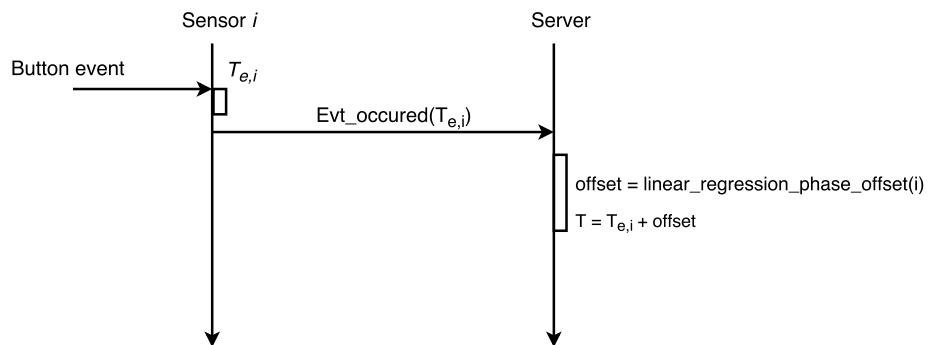 Sensor i
Server
Button event
Te,i
Evt_occured(Te,i)
offset = linear_regression_phase_offset(i)
T = Te,i + offset